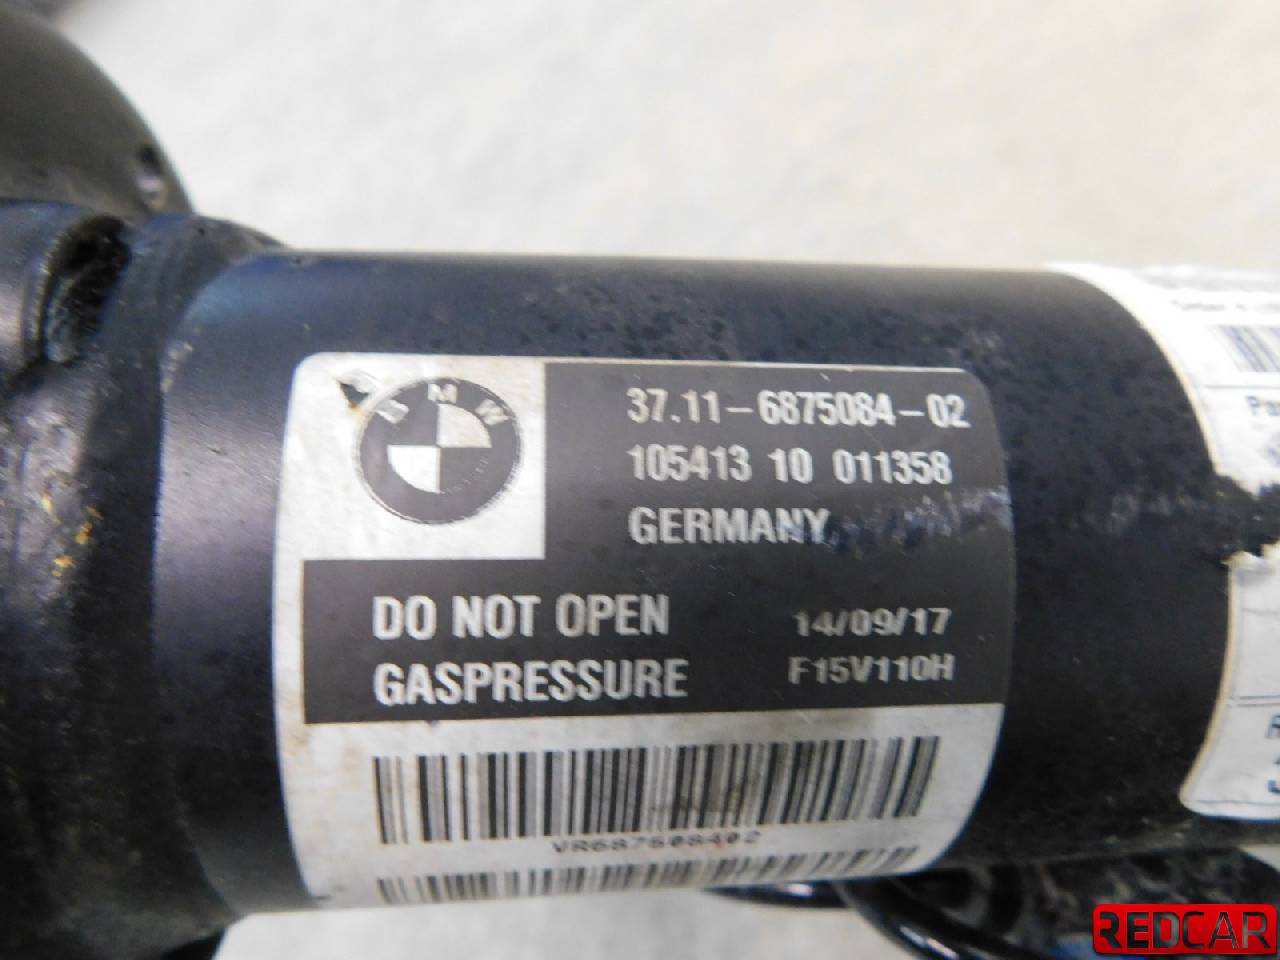 BMW
37.11-6875084-02
105413 10 011358
GERMANY
DO NOT OPEN
14/09/17
GASPRESSURE
F15V110H
VR687508402
REDCAR